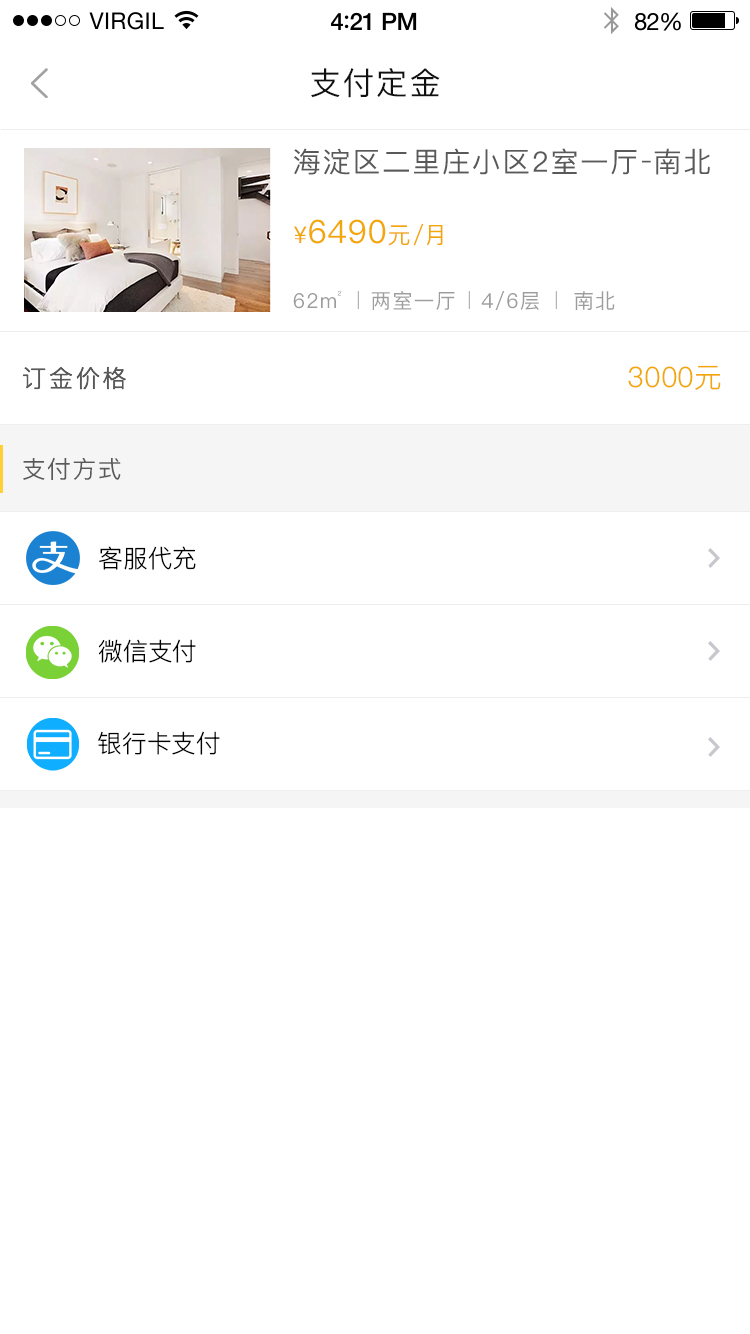 VIRGIL 4:21 PM 82%
支付定金
海淀区二里庄小区2室一厅-南北
¥6490元/月
62㎡ | 两室一厅 | 4/6层 | 南北
订金价格 3000元
支付方式
支 客服代充
微信支付
银行卡支付